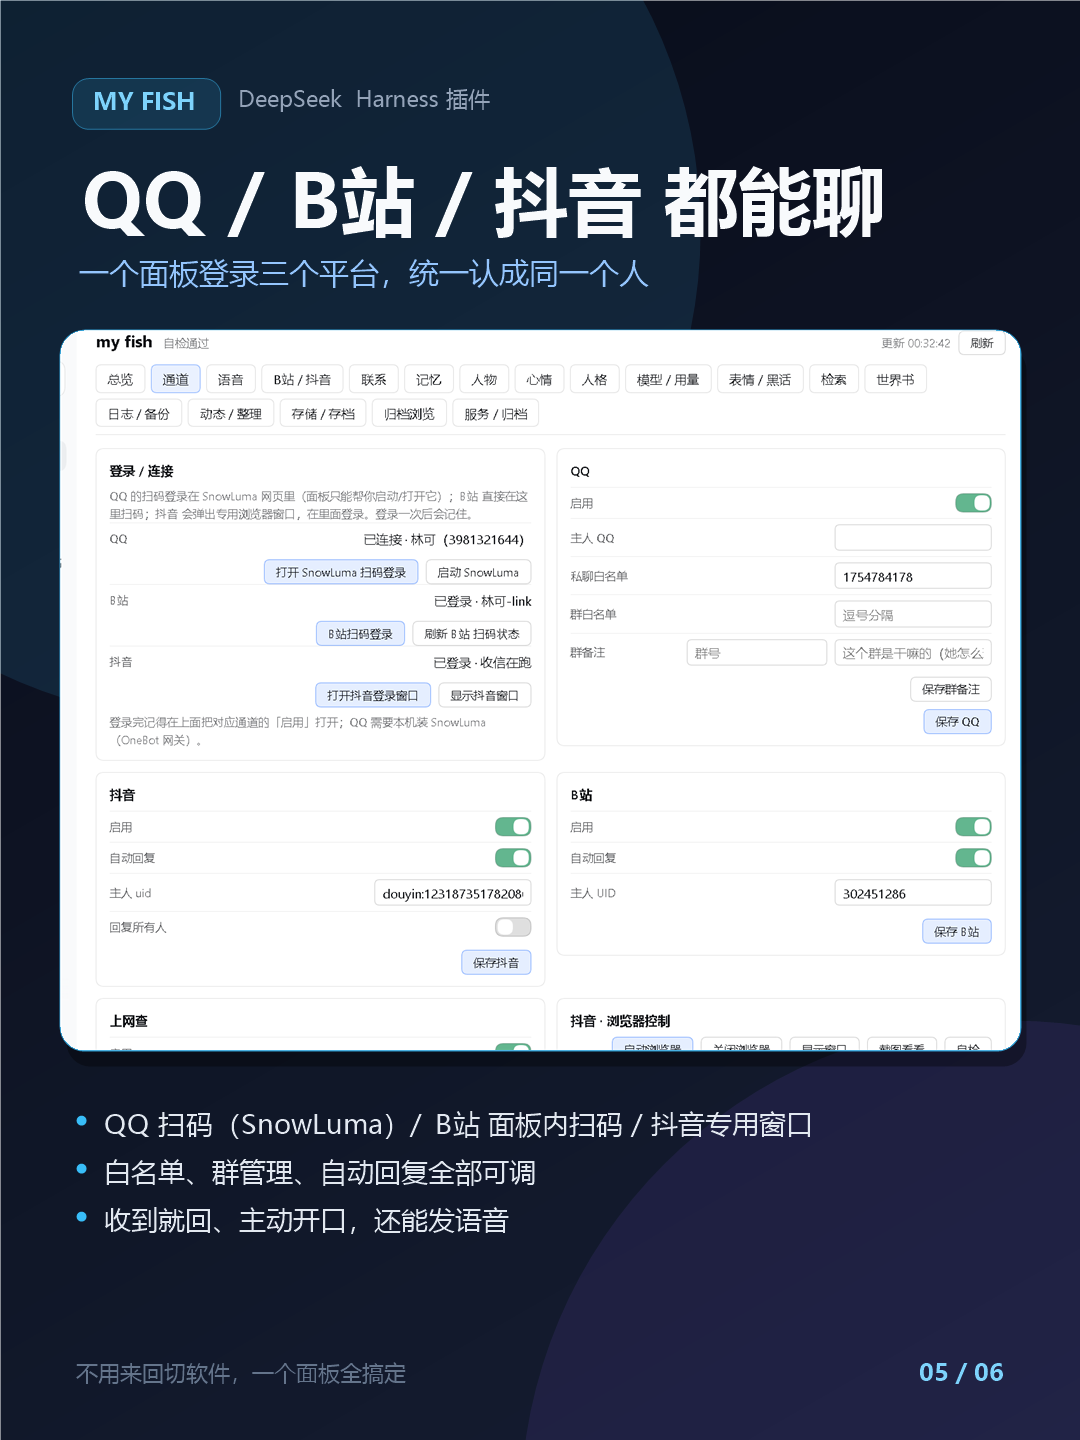 MY FISH DeepSeek Harness 插件
QQ / B站 / 抖音 都能聊
一个面板登录三个平台，统一认成同一个人
my fish 自检通过 更新 00:32:42 刷新
总览 通道 语音 B站 / 抖音 联系 记忆 人物 心情 人格 模型 / 用量 表情 / 黑话 检索 世界书
日志 / 备份 动态 / 整理 存储 / 存档 归档浏览 服务 / 归档
登录 / 连接
QQ 的扫码登录在 SnowLuma 网页里（面板只能帮你启动/打开它）；B站 直接在这
里扫码；抖音 会弹出专用浏览器窗口，在里面登录。登录一次后会记住。
QQ 已连接 · 林可（3981321644）
打开 SnowLuma 扫码登录 启动 SnowLuma
B站 已登录 · 林可-link
B站扫码登录 刷新 B站 扫码状态
抖音 已登录 · 收信在跑
打开抖音登录窗口 显示抖音窗口
登录完记得在上面把对应通道的「启用」打开；QQ 需要本机装 SnowLuma
（OneBot 网关）。
QQ
启用
主人 QQ
私聊白名单 1754784178
群白名单 逗号分隔
群备注 群号 这个群是干嘛的（她怎么
保存群备注
保存 QQ
抖音
启用
自动回复
主人 uid douyin:12318735178208
回复所有人
保存抖音
B站
启用
自动回复
主人 UID 302451286
保存 B站
上网查
抖音 · 浏览器控制
启动浏览器 关闭浏览器 显示窗口 截图看看 自检
QQ 扫码（SnowLuma）/ B站 面板内扫码 / 抖音专用窗口
白名单、群管理、自动回复全部可调
收到就回、主动开口，还能发语音
不用来回切软件，一个面板全搞定
05 / 06